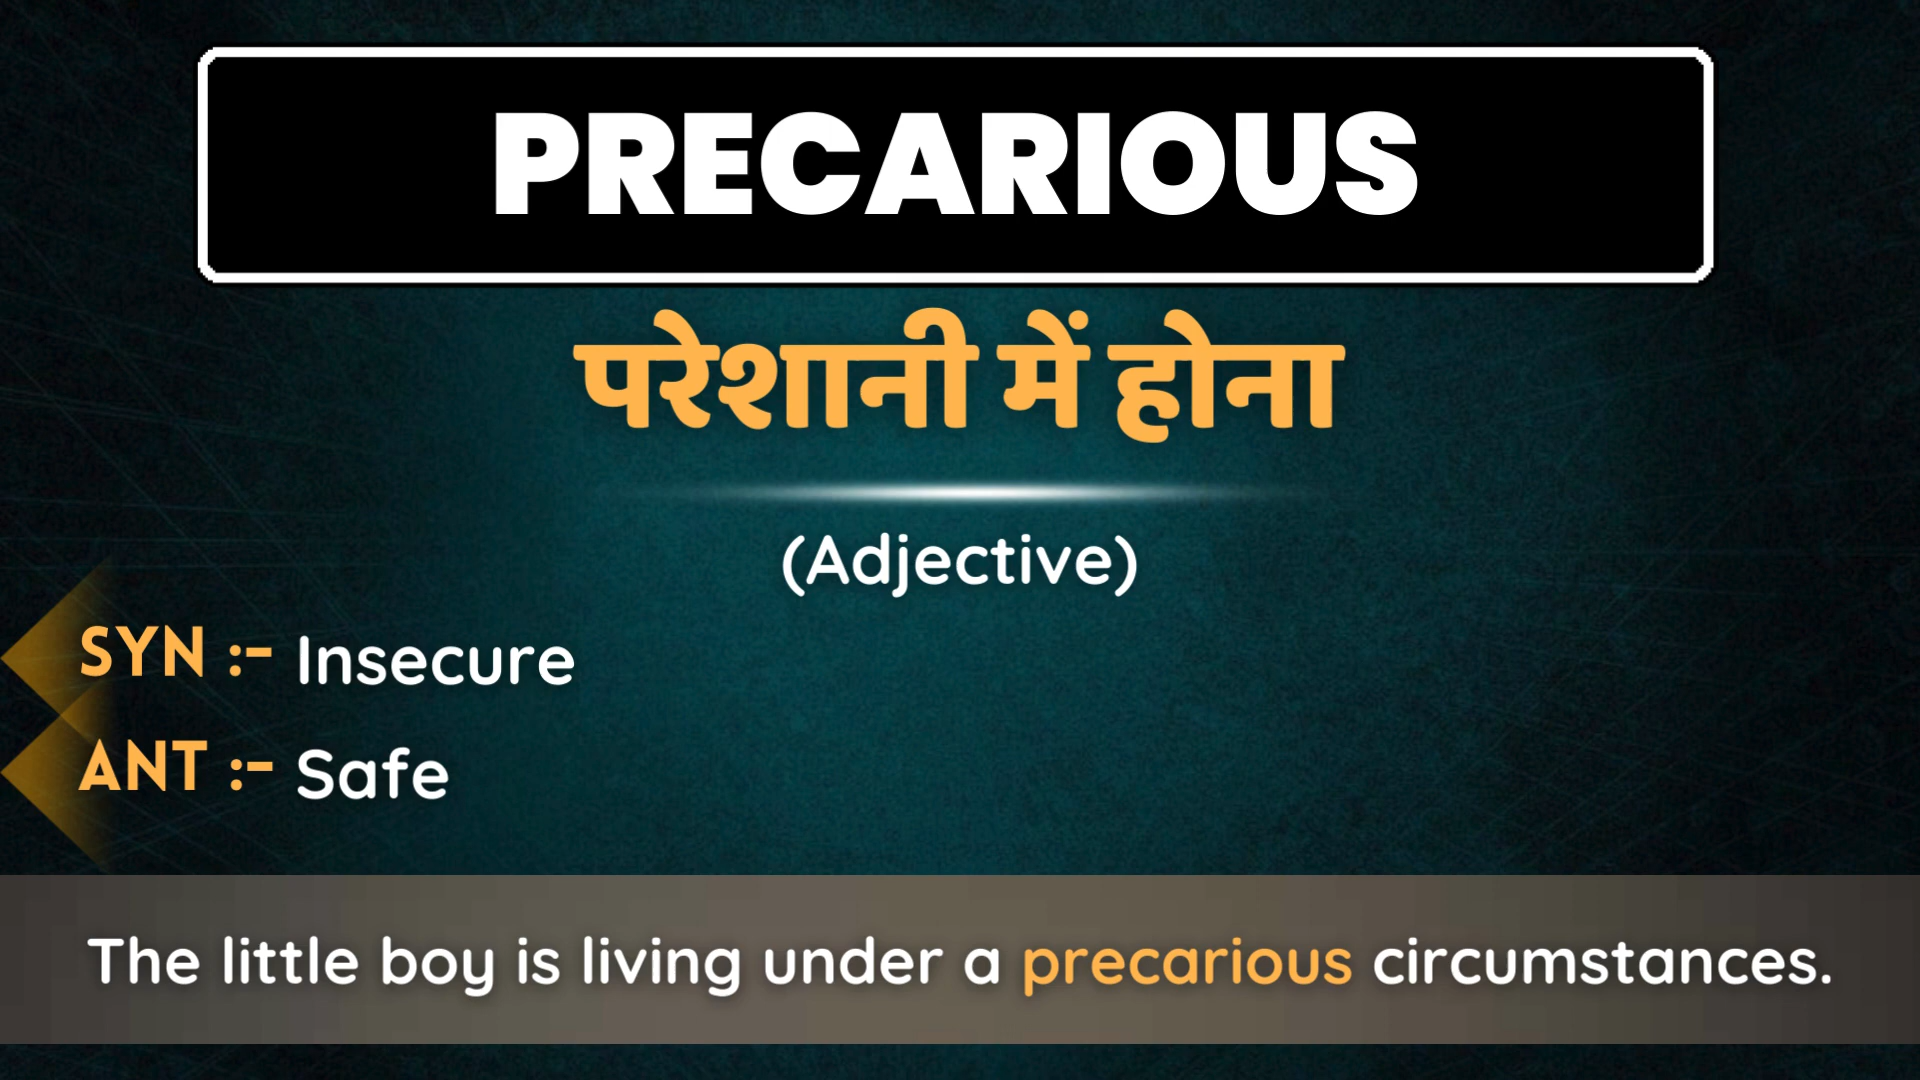 PRECARIOUS
परेशानी में होना
(Adjective)
SYN :- Insecure
ANT :- Safe
The little boy is living under a precarious circumstances.